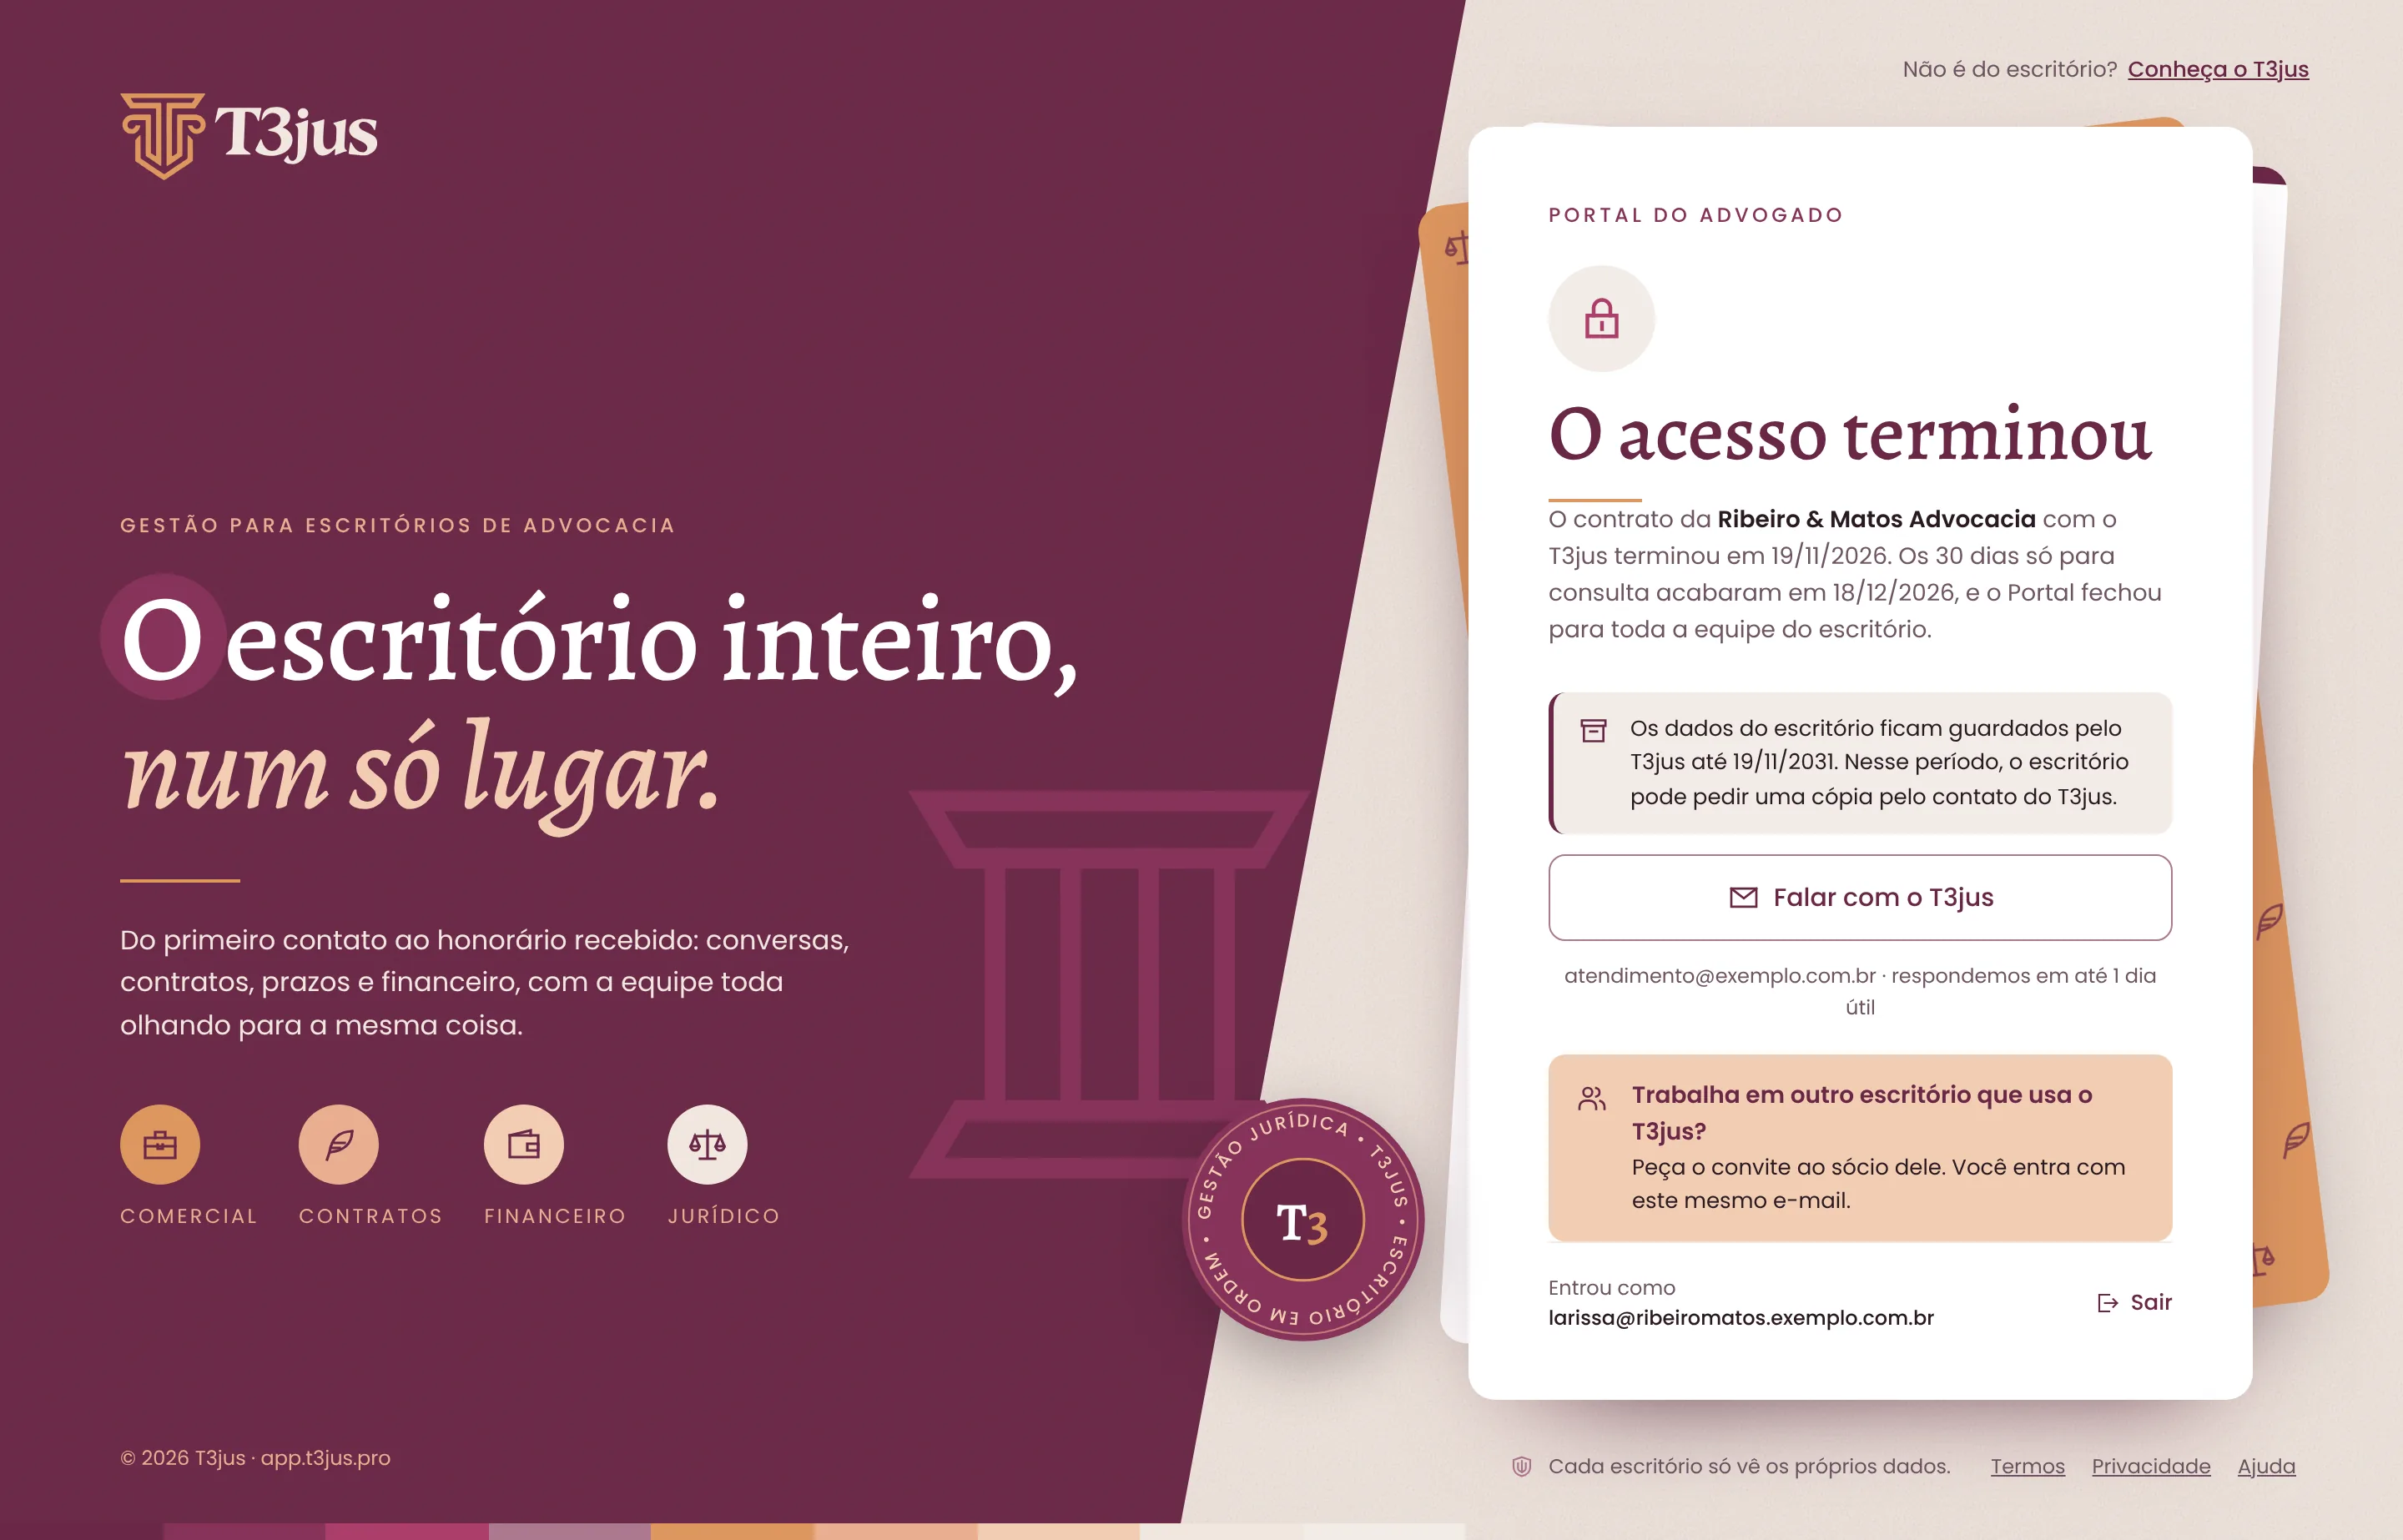 T3jus
GESTÃO PARA ESCRITÓRIOS DE ADVOCACIA
O escritório inteiro,
num só lugar.
Do primeiro contato ao honorário recebido: conversas,
contratos, prazos e financeiro, com a equipe toda
olhando para a mesma coisa.
COMERCIAL
CONTRATOS
FINANCEIRO
JURÍDICO
GESTÃO JURÍDICA • T3JUS • ESCRITÓRIO EM ORDEM •
T3
© 2026 T3jus · app.t3jus.pro
Não é do escritório? Conheça o T3jus
PORTAL DO ADVOGADO
O acesso terminou
O contrato da Ribeiro & Matos Advocacia com o
T3jus terminou em 19/11/2026. Os 30 dias só para
consulta acabaram em 18/12/2026, e o Portal fechou
para toda a equipe do escritório.
Os dados do escritório ficam guardados pelo
T3jus até 19/11/2031. Nesse período, o escritório
pode pedir uma cópia pelo contato do T3jus.
Falar com o T3jus
atendimento@exemplo.com.br · respondemos em até 1 dia
útil
Trabalha em outro escritório que usa o
T3jus?
Peça o convite ao sócio dele. Você entra com
este mesmo e-mail.
Entrou como
larissa@ribeiromatos.exemplo.com.br
Sair
Cada escritório só vê os próprios dados.
Termos
Privacidade
Ajuda